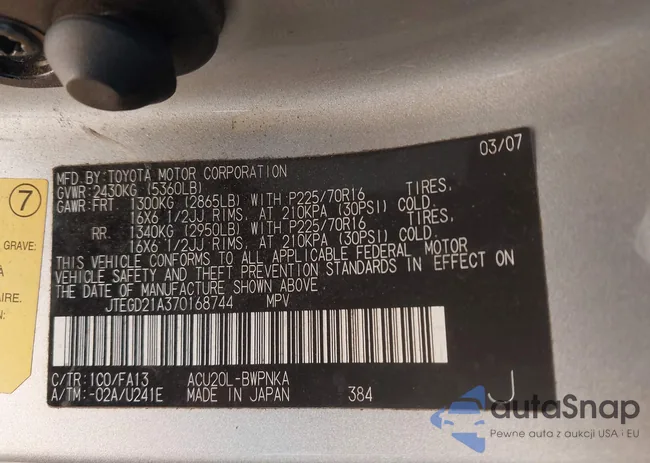 03/07
MFD.BY:TOYOTA MOTOR CORPORATION
GVWR:2430KG (5360LB)
GAWR:FRT 1300KG (2865LB) WITH P225/70R16 TIRES,
16X6 1/2JJ RIMS, AT 210KPA (30PSI) COLD.
RR 1340KG (2950LB) WITH P225/70R16 TIRES,
16X6 1/2JJ RIMS, AT 210KPA (30PSI) COLD.
THIS VEHICLE CONFORMS TO ALL APPLICABLE FEDERAL MOTOR
VEHICLE SAFETY AND THEFT PREVENTION STANDARDS IN EFFECT ON
THE DATE OF MANUFACTURE SHOWN ABOVE.
JTEGD21A370168744 MPV
C/TR:1C0/FA13 ACU20L-BWPNKA
A/TM:-02A/U241E MADE IN JAPAN 384 J
7
GRAVE:
À
AIRE.
N:
autaSnap
Pewne auta z aukcji USA i EU